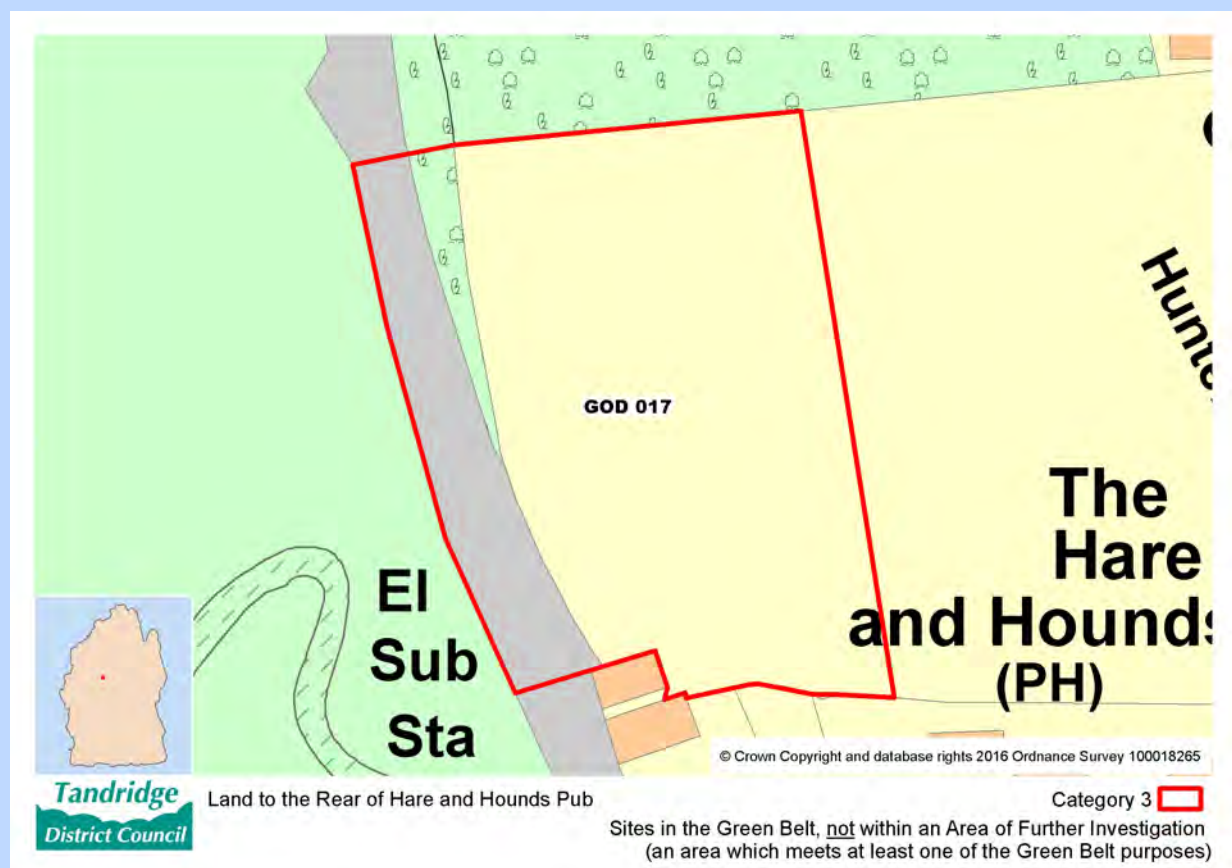 GOD 017
Hunte
The
Hare
and Hounds
(PH)
El
Sub
Sta
© Crown Copyright and database rights 2016 Ordnance Survey 100018265
Tandridge
District Council
Land to the Rear of Hare and Hounds Pub
Category 3
Sites in the Green Belt, not within an Area of Further Investigation
(an area which meets at least one of the Green Belt purposes)